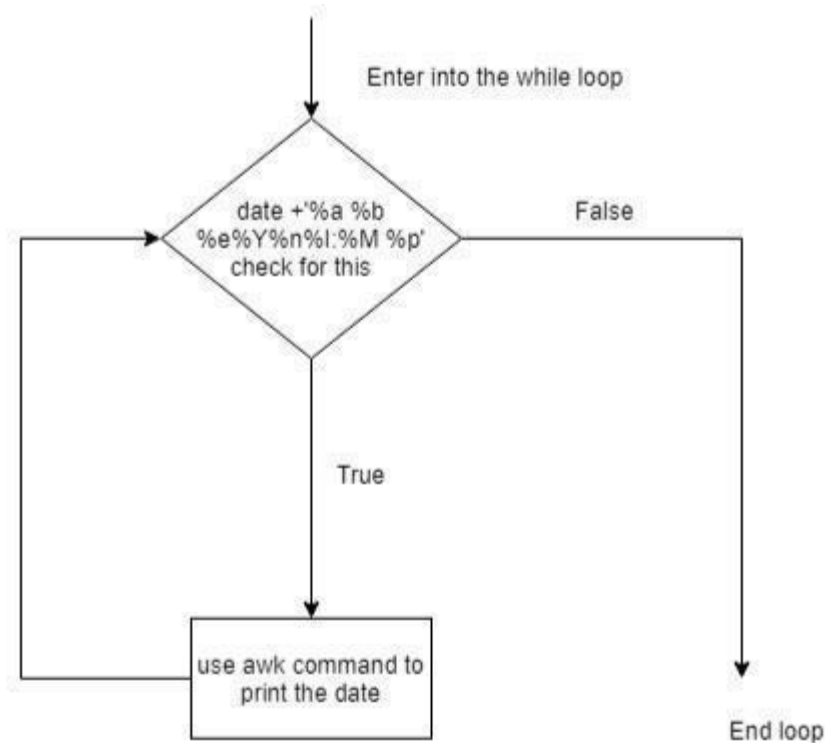 Enter into the while loop
date +'%a %b
%e%Y%n%l:%M %p'
check for this
False
True
use awk command to
print the date
End loop